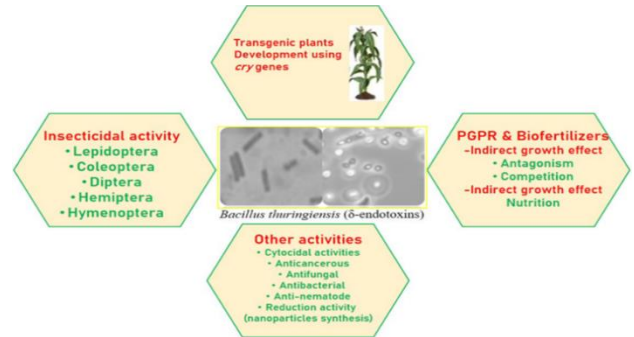 Transgenic plants
Development using
cry genes
Insecticidal activity
• Lepidoptera
• Coleoptera
• Diptera
• Hemiptera
• Hymenoptera
Bacillus thuringiensis (δ-endotoxins)
PGPR & Biofertilizers
-Indirect growth effect
• Antagonism
• Competition
-Indirect growth effect
Nutrition
Other activities
• Cytocidal activities
• Anticancerous
• Antifungal
• Antibacterial
• Anti-nematode
• Reduction activity
(nanoparticles synthesis)